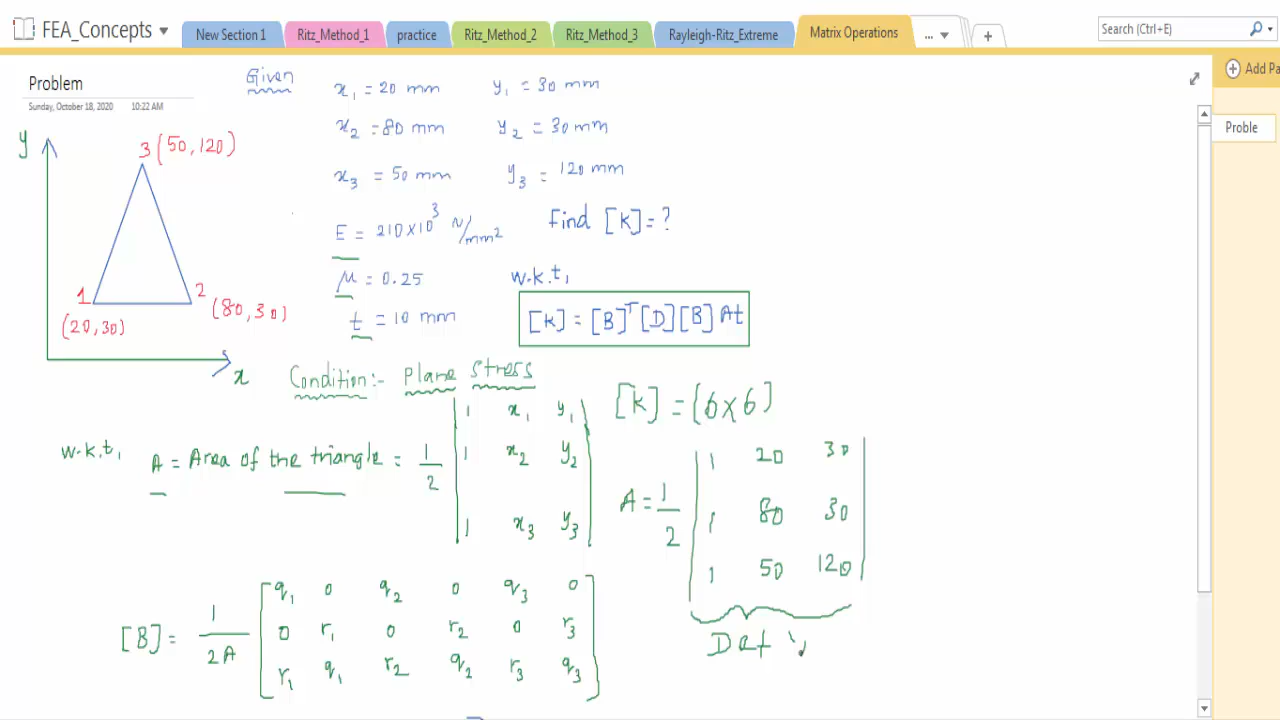 FEA_Concepts
New Section 1
Ritz_Method_1
practice
Ritz_Method_2
Ritz_Method_3
Rayleigh-Ritz_Extreme
Matrix Operations
...
+
Search (Ctrl+E)
Add Pa
Proble
Problem
Sunday, October 18, 2020 10:22 AM
Given
x₁ = 20 mm y₁ = 30 mm
x₂ = 80 mm y₂ = 30 mm
x₃ = 50 mm y₃ = 120 mm
E = 210×10³ N/mm² Find [K] = ?
μ = 0.25 w.k.t,
t = 10 mm [K] = [B]ᵀ [D] [B] At
y
3 (50,120)
1
(20,30)
2
(80,30)
x
Condition:- Plane Stress
[K] = (6×6)
w.k.t, A = Area of the triangle = 1/2
1 x₁ y₁
1 x₂ y₂
1 x₃ y₃
A = 1/2
1 20 30
1 80 30
1 50 120
Det
[B] = 1/2A
q₁ 0 q₂ 0 q₃ 0
0 r₁ 0 r₂ 0 r₃
r₁ q₁ r₂ q₂ r₃ q₃